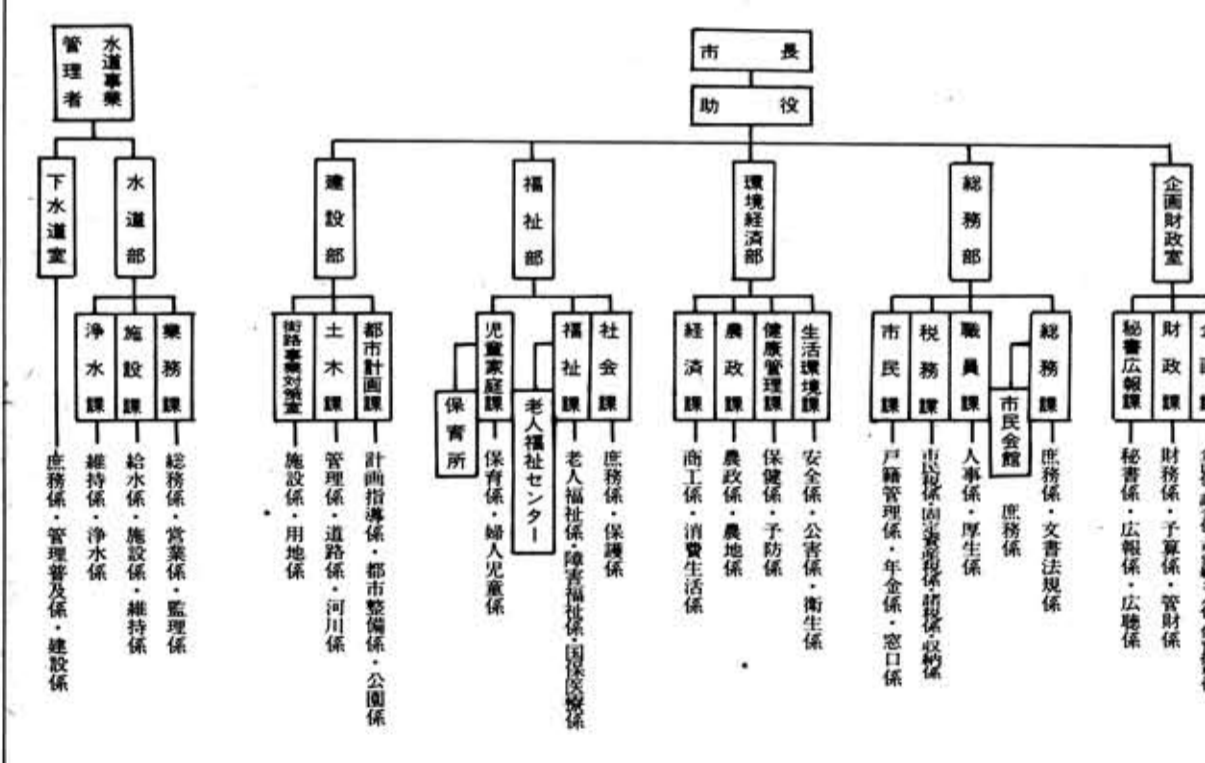 市長
助役
企画財政室
財政課
財務係・予算係・管財係
秘書広報課
秘書係・広報係・広聴係
総務部
総務課
庶務係・文書法規係
市民会館
庶務係
職員課
人事係・厚生係
税務課
市民税係・固定資産税係・諸税係・収納係
市民課
戸籍管理係・年金係・窓口係
環境経済部
生活環境課
安全係・公害係・衛生係
健康管理課
保健係・予防係
農政課
農政係・農地係
経済課
商工係・消費生活係
福祉部
社会課
庶務係・保護係
福祉課
老人福祉係・障害福祉係・国保医療係
老人福祉センター
児童家庭課
保育係・婦人児童係
保育所
建設部
都市計画課
計画指導係・都市整備係・公園係
土木課
管理係・道路係・河川係
街路事業対策室
施設係・用地係
水道事業
管理者
水道部
業務課
総務係・営業係・監理係
施設課
給水係・施設係・維持係
浄水課
維持係・浄水係
下水道室
庶務係・管理普及係・建設係